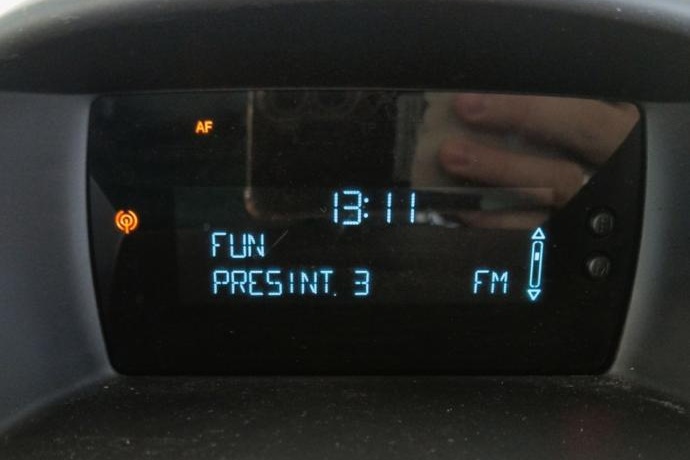 AF
13:11
FUN
PRESINT. 3 FM